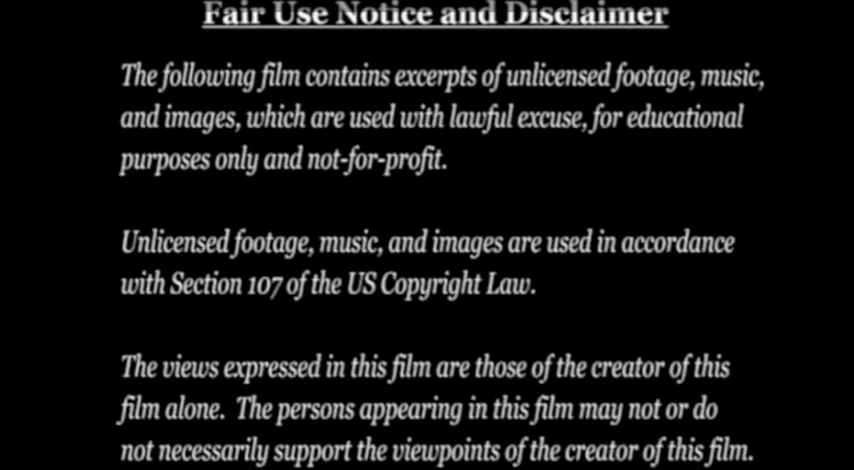 Fair Use Notice and Disclaimer
The following film contains excerpts of unlicensed footage, music,
and images, which are used with lawful excuse, for educational
purposes only and not-for-profit.
Unlicensed footage, music, and images are used in accordance
with Section 107 of the US Copyright Law.
The views expressed in this film are those of the creator of this
film alone.  The persons appearing in this film may not or do
not necessarily support the viewpoints of the creator of this film.